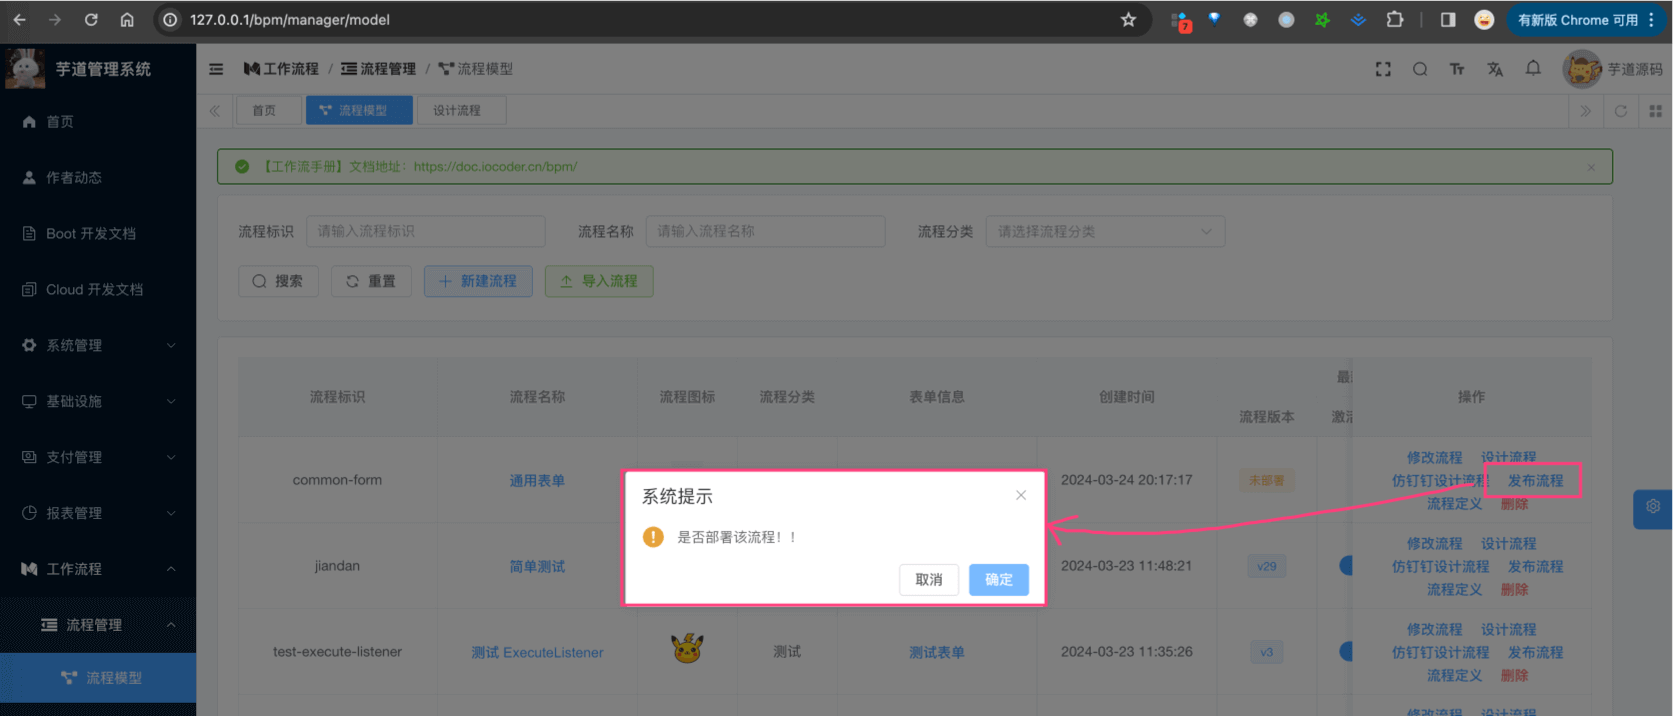 127.0.0.1/bpm/manager/model
7
有新版 Chrome 可用
芋道管理系统
工作流程 / 流程管理 / 流程模型
芋道源码
首页
流程模型
设计流程
首页
作者动态
Boot 开发文档
Cloud 开发文档
系统管理
基础设施
支付管理
报表管理
工作流程
流程管理
流程模型
【工作流手册】文档地址：https://doc.iocoder.cn/bpm/
流程标识 请输入流程标识 流程名称 请输入流程名称 流程分类 请选择流程分类
搜索 重置 新建流程 导入流程
流程标识 流程名称 流程图标 流程分类 表单信息 创建时间 流程版本 操作
common-form 通用表单 2024-03-24 20:17:17 未部署
修改流程 设计流程
仿钉钉设计流程 发布流程
流程定义 删除
系统提示
是否部署该流程！！
取消 确定
jiandan 简单测试 2024-03-23 11:48:21 v29
修改流程 设计流程
仿钉钉设计流程 发布流程
流程定义 删除
test-execute-listener 测试 ExecuteListener 测试 测试表单 2024-03-23 11:35:26 v3
修改流程 设计流程
仿钉钉设计流程 发布流程
流程定义 删除
修改流程 设计流程